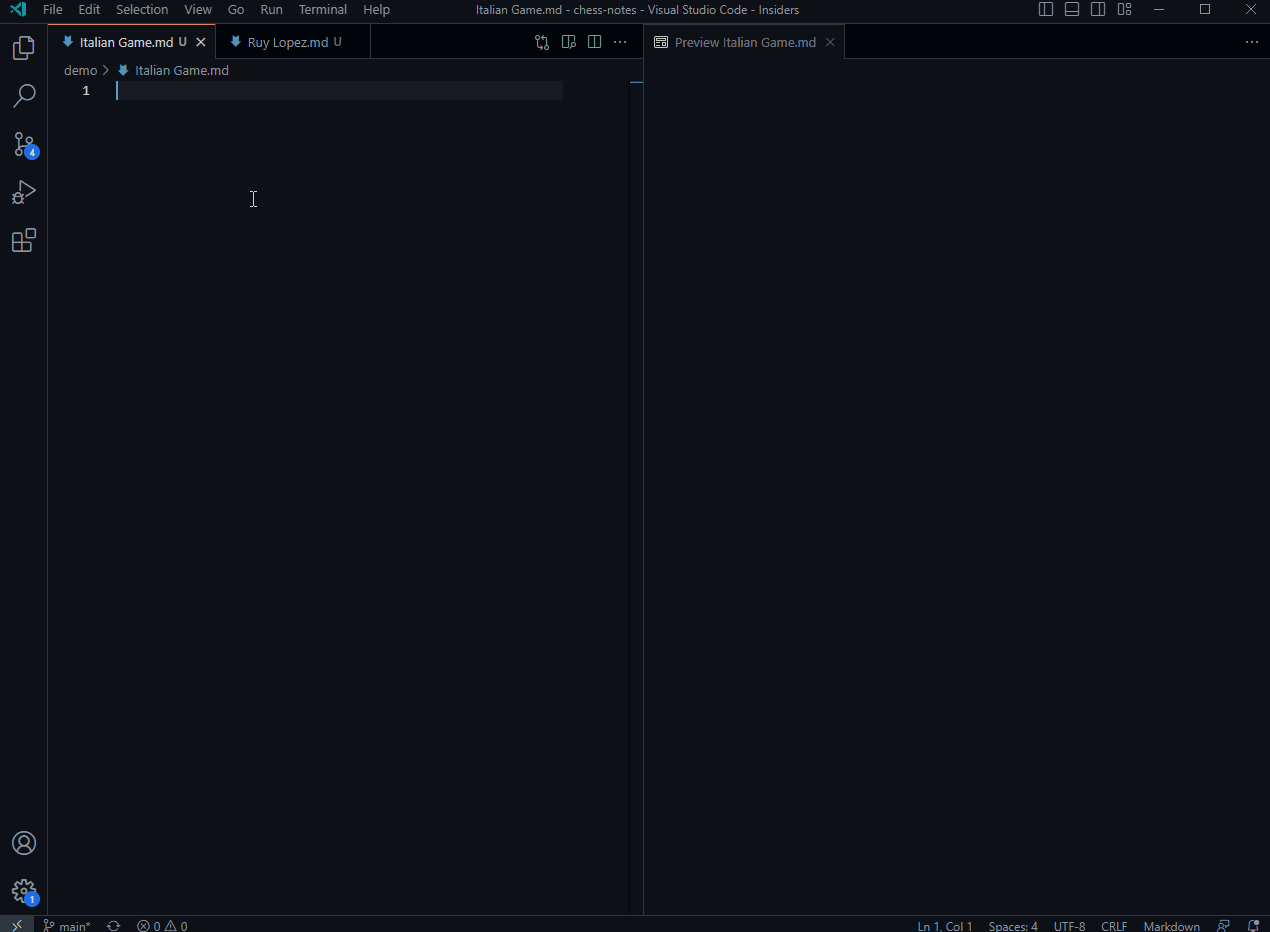 File Edit Selection View Go Run Terminal Help Italian Game.md - chess-notes - Visual Studio Code - Insiders
Italian Game.md U Ruy Lopez.md U Preview Italian Game.md
demo > Italian Game.md
1
4
1
main* 0 0 Ln 1, Col 1 Spaces: 4 UTF-8 CRLF Markdown